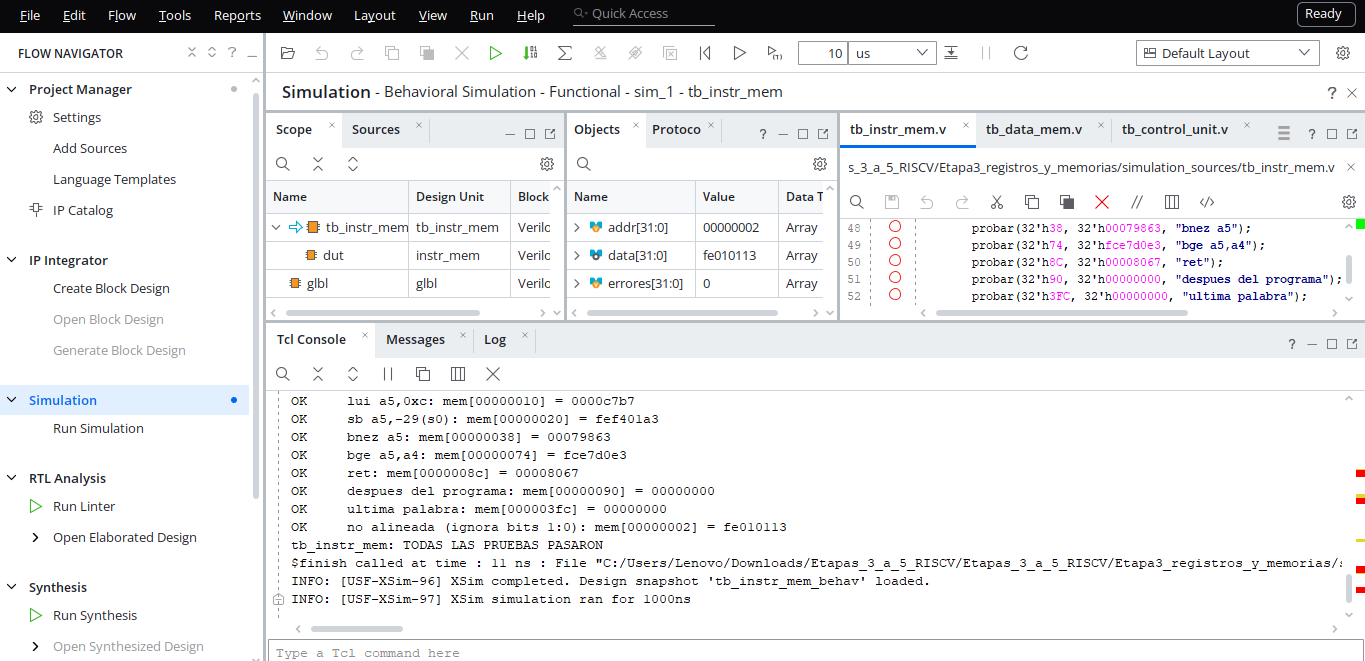 File Edit Flow Tools Reports Window Layout View Run Help Quick Access Ready
FLOW NAVIGATOR ? _
10 us Default Layout
Project Manager
Settings
Add Sources
Language Templates
IP Catalog
IP Integrator
Create Block Design
Open Block Design
Generate Block Design
Simulation
Run Simulation
RTL Analysis
Run Linter
Open Elaborated Design
Synthesis
Run Synthesis
Open Synthesized Design
Simulation - Behavioral Simulation - Functional - sim_1 - tb_instr_mem
Scope Sources
Name Design Unit Block
tb_instr_mem tb_instr_mem Verilo
dut instr_mem Verilo
glbl glbl Verilo
Objects Protoco ?
Name Value Data T
addr[31:0] 00000002 Array
data[31:0] fe010113 Array
errores[31:0] 0 Array
tb_instr_mem.v tb_data_mem.v tb_control_unit.v
s_3_a_5_RISCV/Etapa3_registros_y_memorias/simulation_sources/tb_instr_mem.v
48 probar(32'h38, 32'h00079863, "bnez a5");
49 probar(32'h74, 32'hfce7d0e3, "bge a5,a4");
50 probar(32'h8C, 32'h00008067, "ret");
51 probar(32'h90, 32'h00000000, "despues del programa");
52 probar(32'h3FC, 32'h00000000, "ultima palabra");
Tcl Console Messages Log
OK lui a5,0xc: mem[00000010] = 0000c7b7
OK sb a5,-29(s0): mem[00000020] = fef401a3
OK bnez a5: mem[00000038] = 00079863
OK bge a5,a4: mem[00000074] = fce7d0e3
OK ret: mem[0000008c] = 00008067
OK despues del programa: mem[00000090] = 00000000
OK ultima palabra: mem[000003fc] = 00000000
OK no alineada (ignora bits 1:0): mem[00000002] = fe010113
tb_instr_mem: TODAS LAS PRUEBAS PASARON
$finish called at time : 11 ns : File "C:/Users/Lenovo/Downloads/Etapas_3_a_5_RISCV/Etapas_3_a_5_RISCV/Etapa3_registros_y_memorias/s
INFO: [USF-XSim-96] XSim completed. Design snapshot 'tb_instr_mem_behav' loaded.
INFO: [USF-XSim-97] XSim simulation ran for 1000ns
Type a Tcl command here